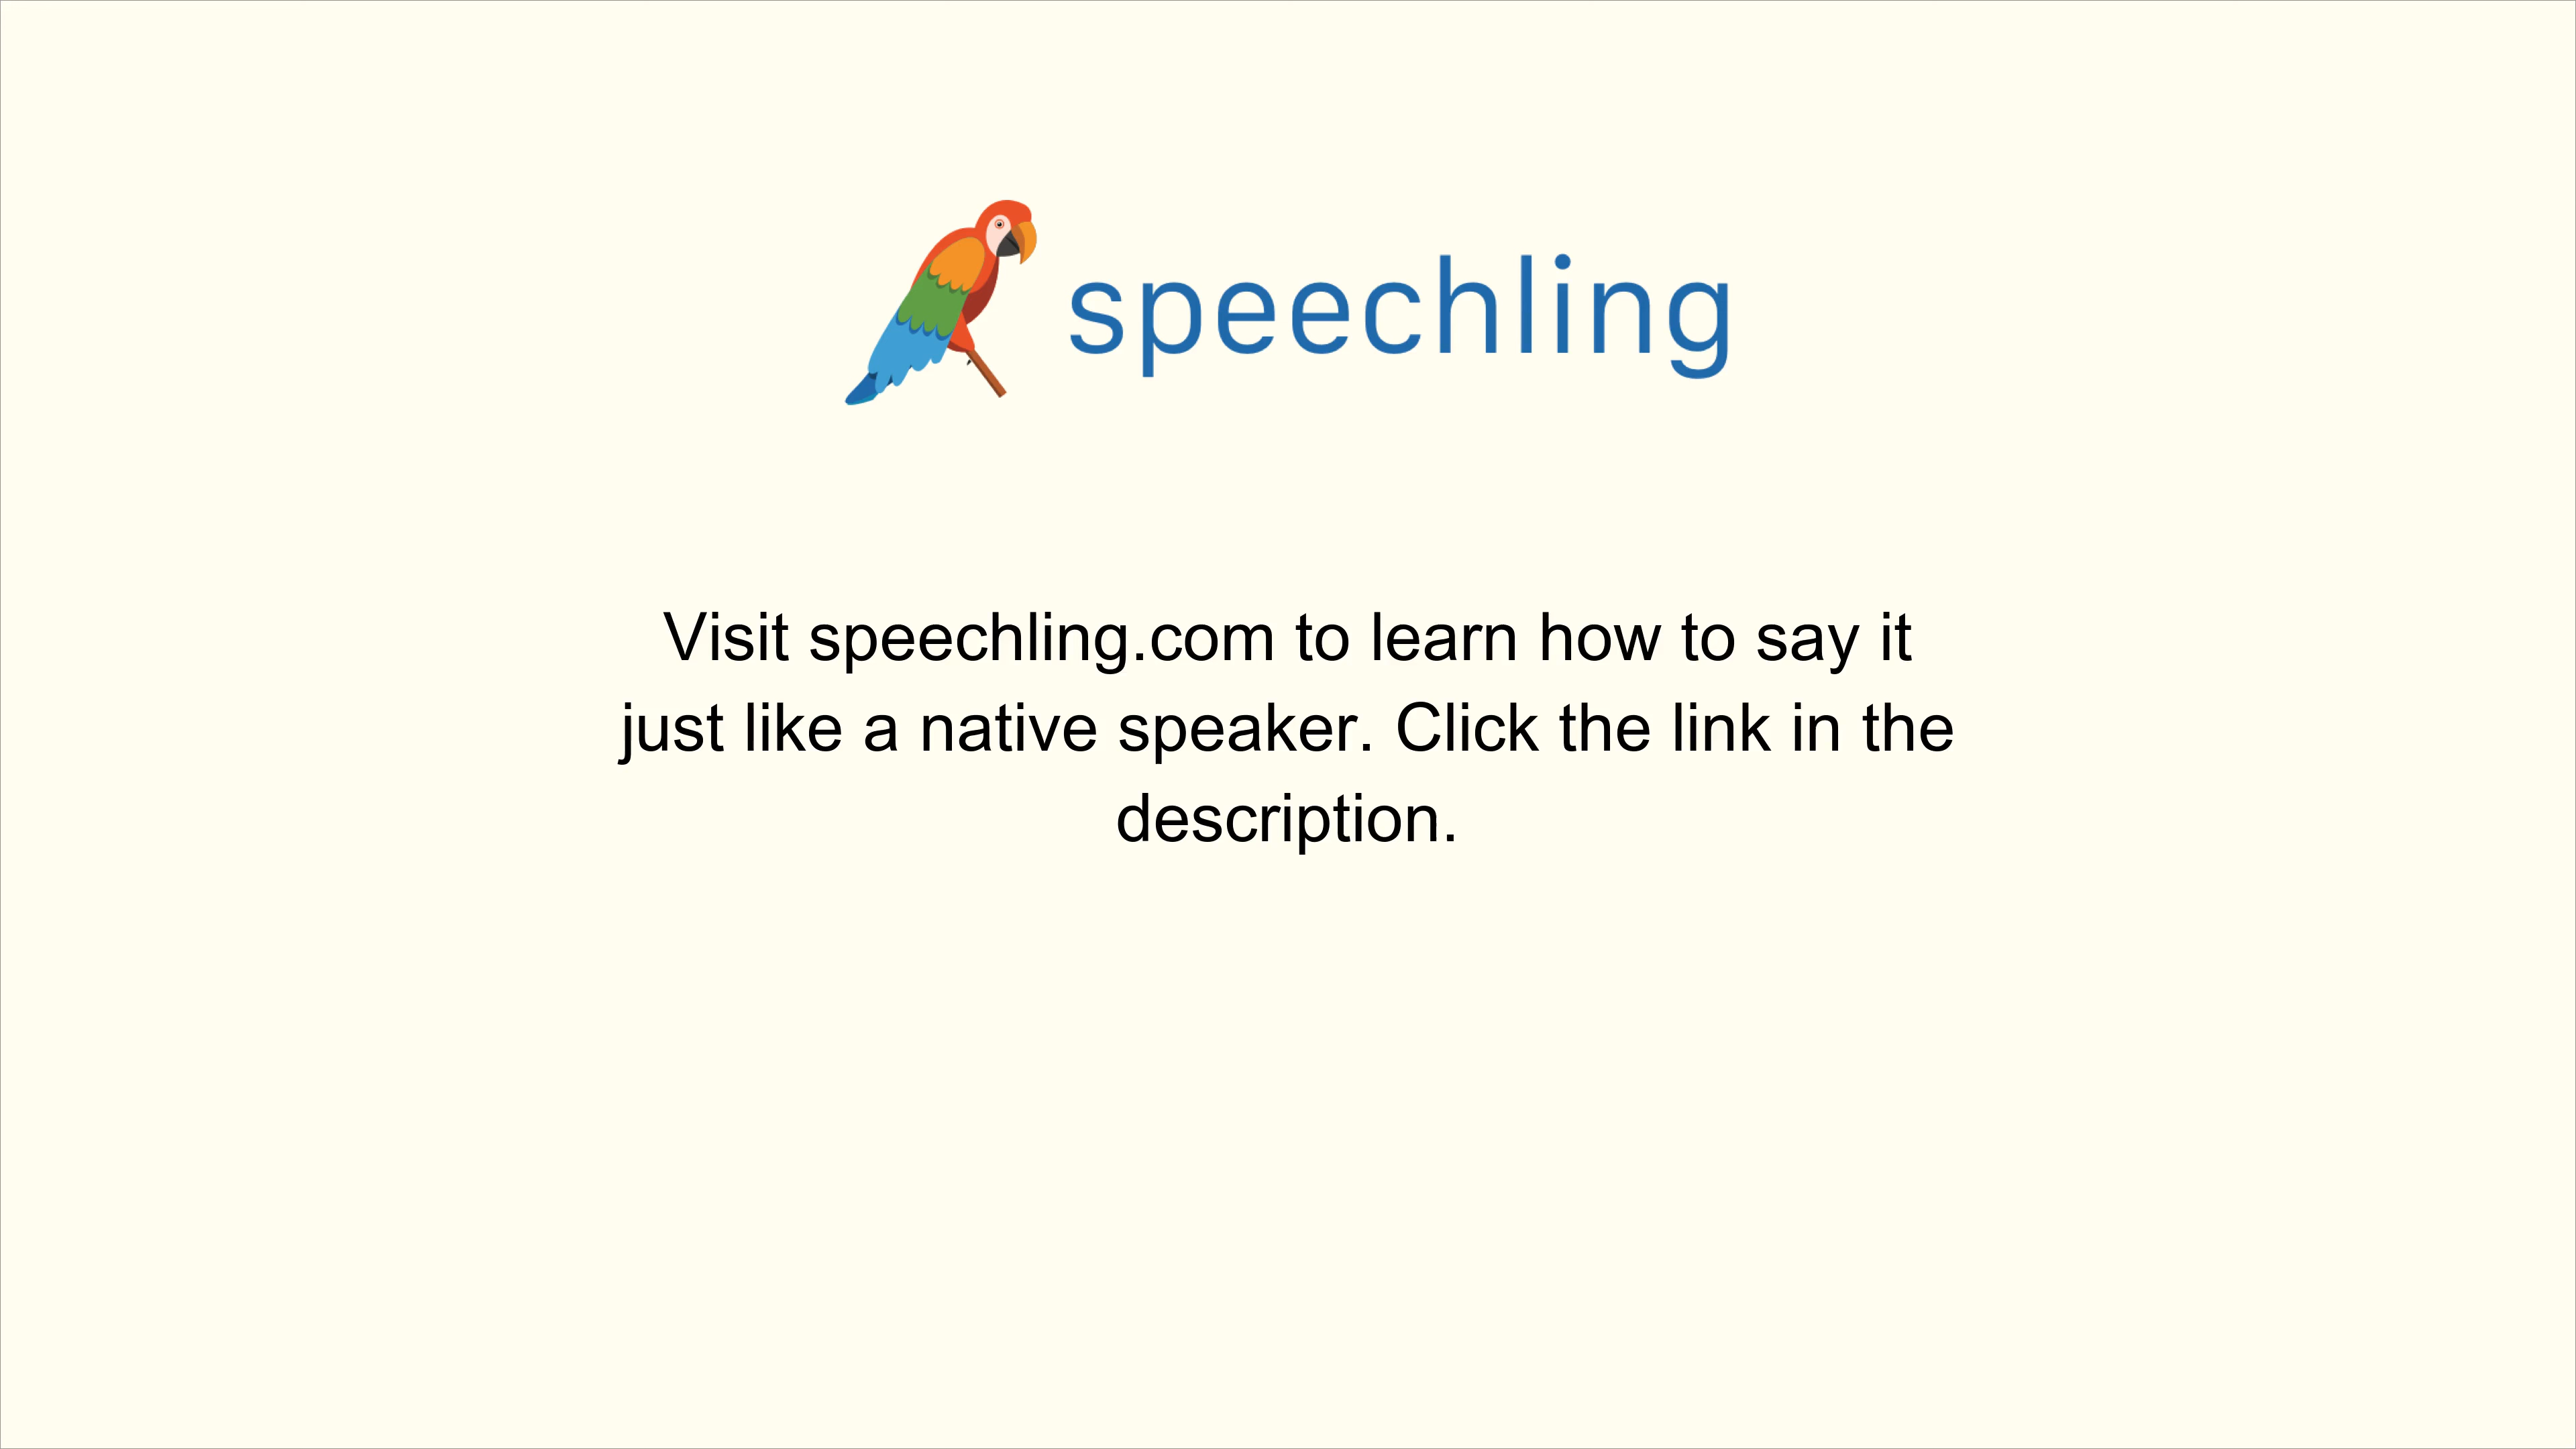 speechling
Visit speechling.com to learn how to say it
just like a native speaker. Click the link in the
description.